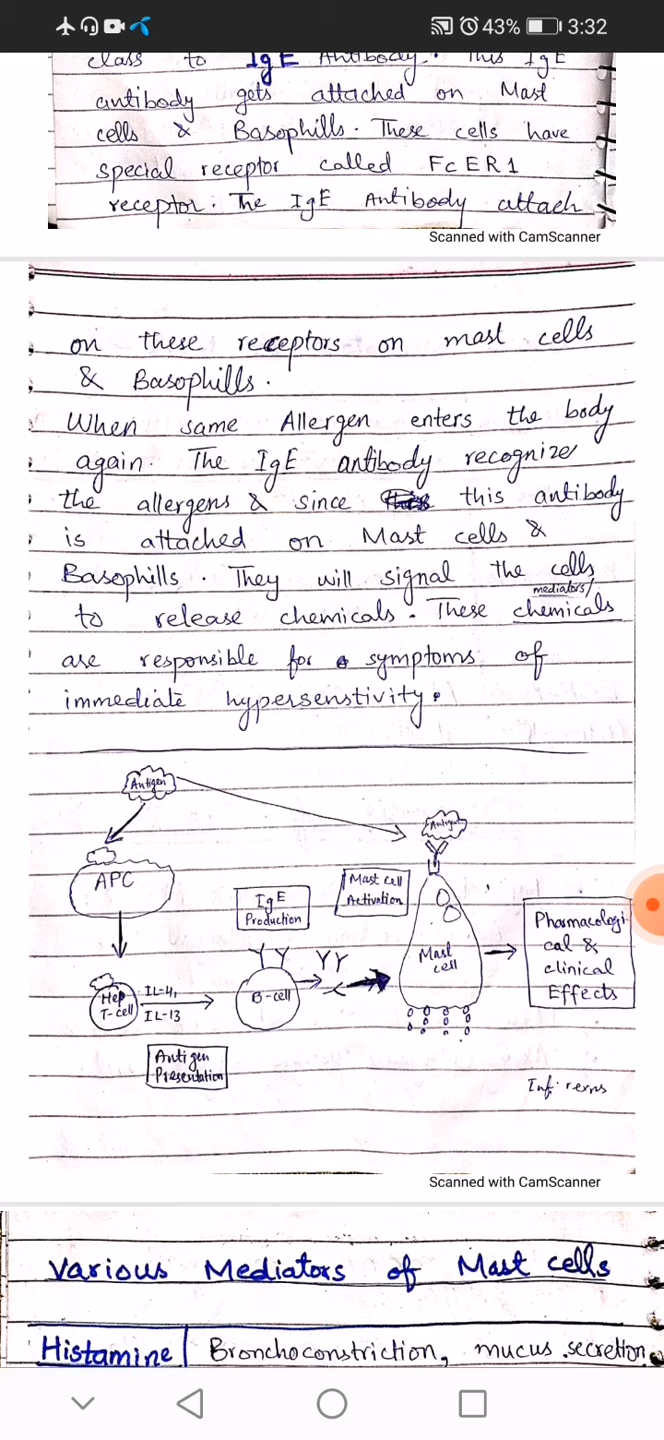 43% 3:32
class to IgE Antibody. This IgE
antibody gets attached on Mast
cells & Basophills. These cells have
special receptor called FcER1
receptor. The IgE Antibody attach
Scanned with CamScanner
on these receptors on mast cells
& Basophills.
When same Allergen enters the body
again. The IgE antibody recognize
the allergens & since this antibody
is attached on Mast cells &
Basophills. They will signal the cells
mediators/
to release chemicals. These chemicals
are responsible for symptoms of
immediate hypersenstivity.
Antigen
Antigen
APC
IgE
Production
Mast Cell
Activation
Pharmacologi
cal &
clinical
Effects
Mast
cell
Help
T-cell
IL-4,
IL-13
B-cell
Antigen
Presentation
Inf.
Scanned with CamScanner
Various Mediators of Mast cells
Histamine Bronchoconstriction, mucus secretion